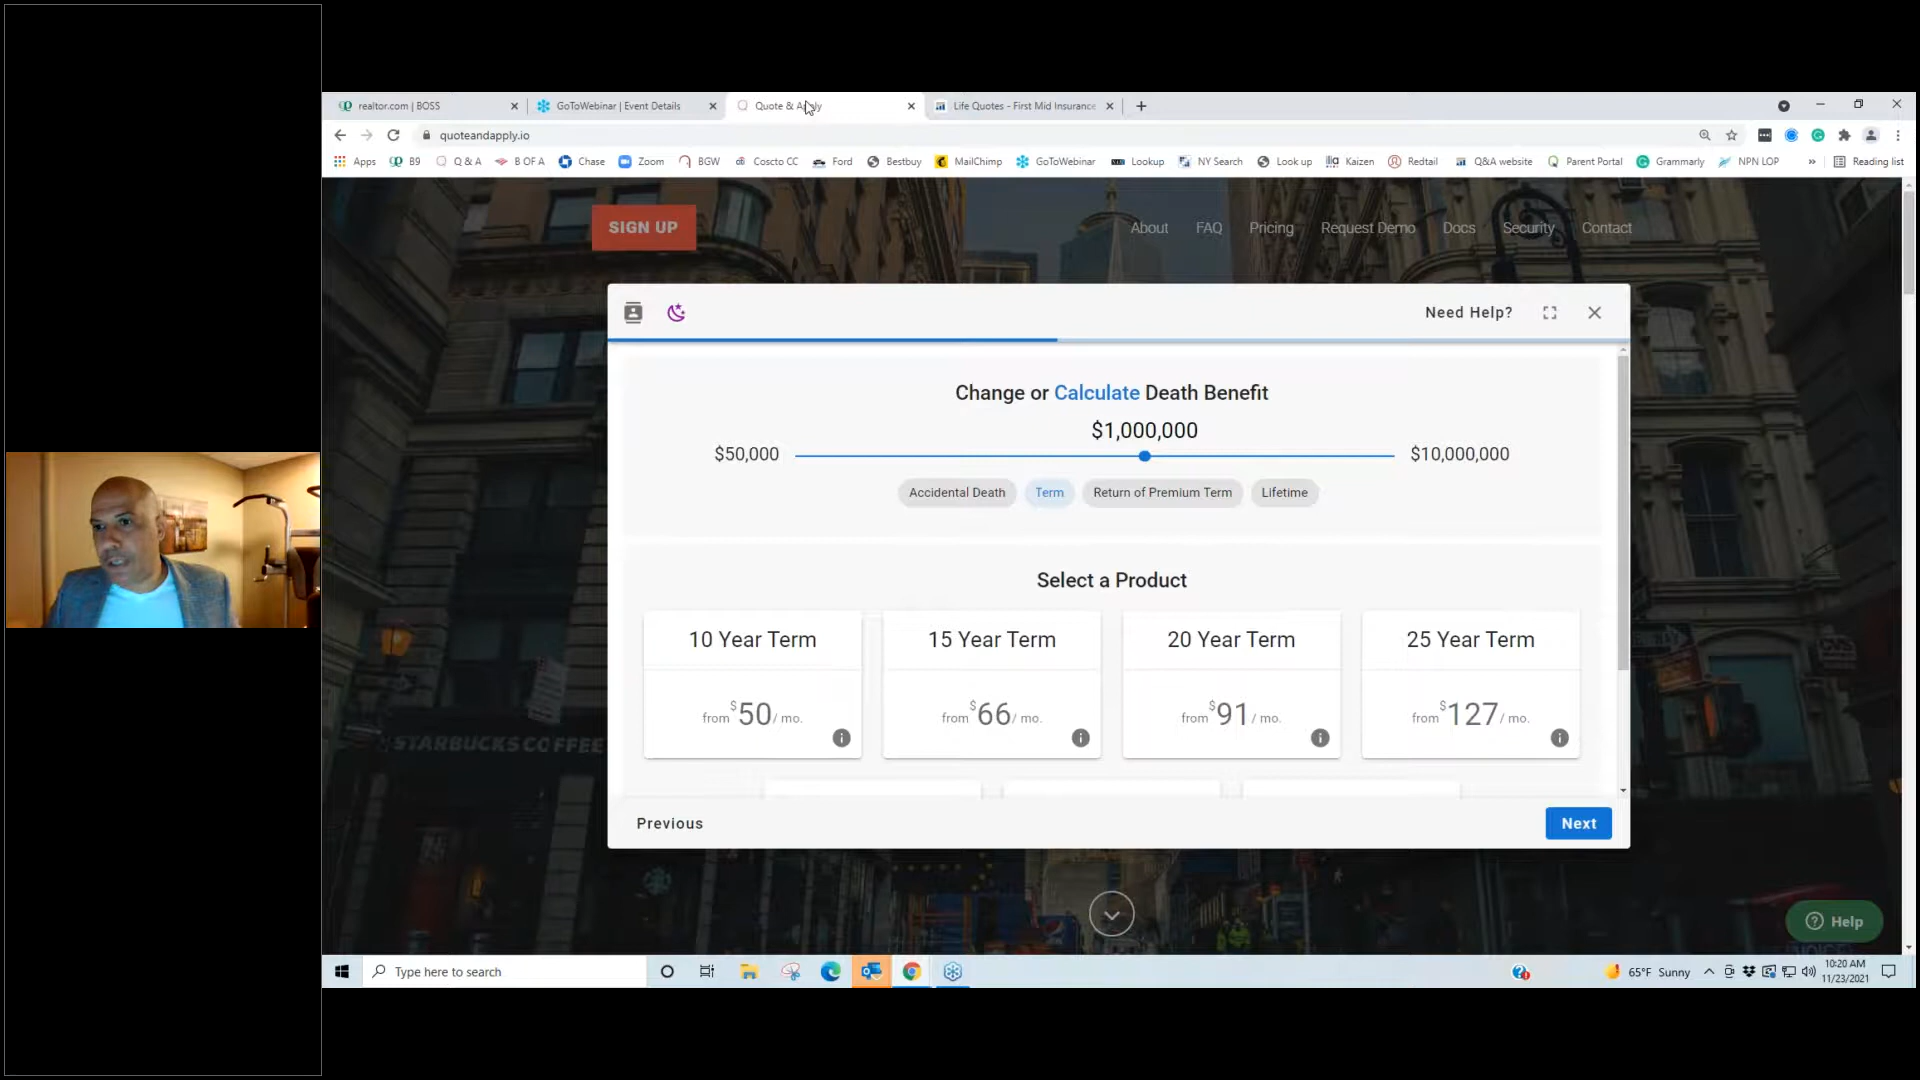 realtor.com | BOSS
GoToWebinar | Event Details
Quote & Apply
Life Quotes - First Mid Insurance
quoteandapply.io
Apps B9 Q & A B OF A Chase Zoom BGW Coscto CC Ford Bestbuy MailChimp GoToWebinar Lookup NY Search Look up Kaizen Redtail Q&A website Parent Portal Grammarly NPN LOP » Reading list
SIGN UP
About FAQ Pricing Request Demo Docs Security Contact
Need Help?
Change or Calculate Death Benefit
$1,000,000
$50,000
$10,000,000
Accidental Death Term Return of Premium Term Lifetime
Select a Product
10 Year Term
from $50/ mo.
15 Year Term
from $66/ mo.
20 Year Term
from $91/ mo.
25 Year Term
from $127/ mo.
STARBUCKS COFFEE
Previous
Next
Help
Type here to search
65°F Sunny
10:20 AM
11/23/2021